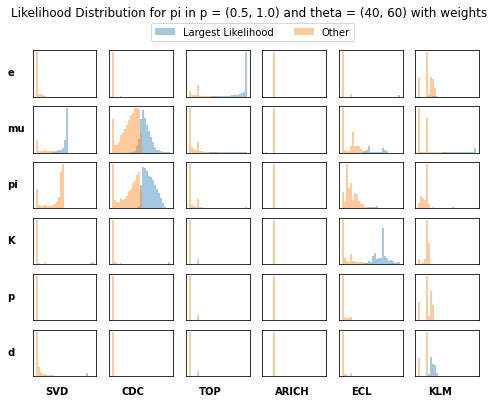 Likelihood Distribution for pi in p = (0.5, 1.0) and theta = (40, 60) with weights
Largest Likelihood Other
e
mu
pi
K
p
d
SVD CDC TOP ARICH ECL KLM